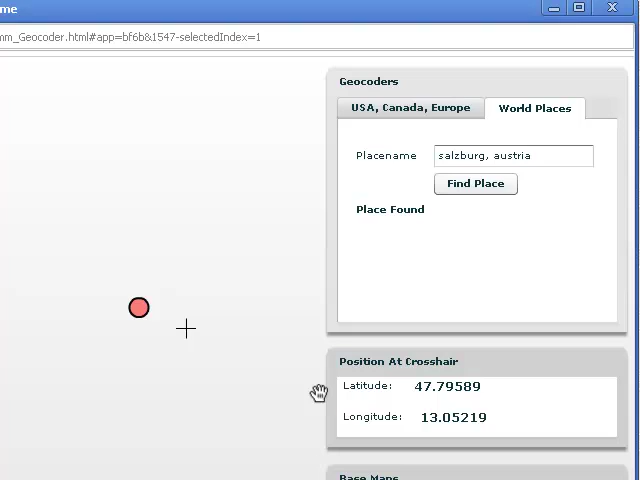 me
nm_Geocoder.html#app=bf6b&1547-selectedIndex=1
Geocoders
USA, Canada, Europe
World Places
Placename
salzburg, austria
Find Place
Place Found
Position At Crosshair
Latitude: 47.79589
Longitude: 13.05219
Base Maps